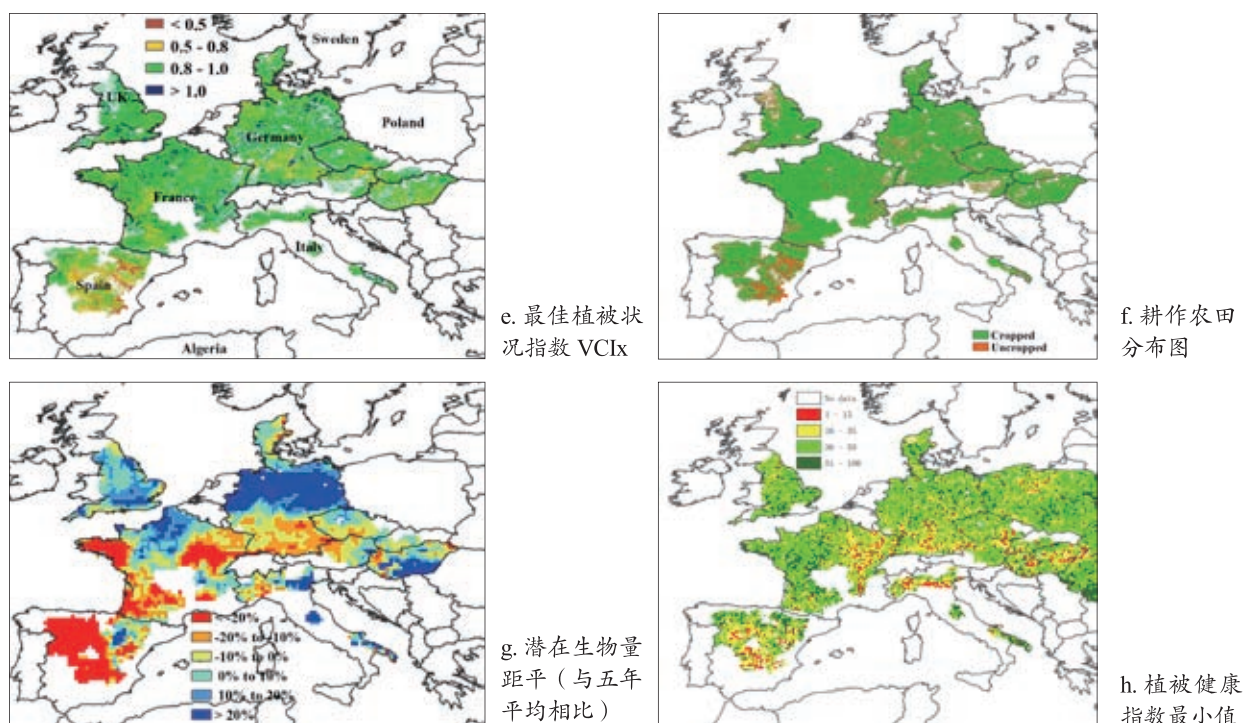 < 0.5
0.5 - 0.8
0.8 - 1.0
> 1.0
Sweden
UK
Poland
Germany
France
Italy
Spain
Algeria
e. 最佳植被状
况指数 VCIx
Cropped
Uncropped
f. 耕作农田
分布图
< -20%
-20% to -10%
-10% to 0%
0% to 10%
10% to 20%
> 20%
g. 潜在生物量
距平（与五年
平均相比）
No data
36 - 50
51 - 100
h. 植被健康
指数最小值